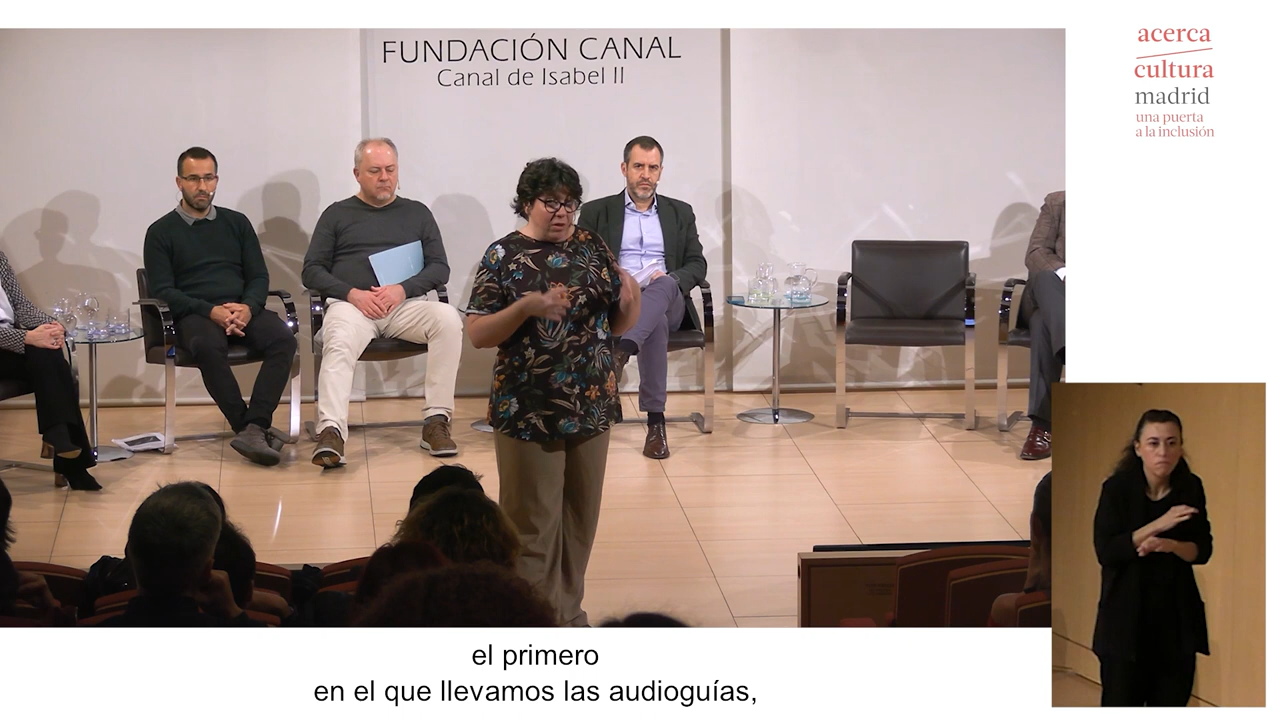 FUNDACIÓN CANAL
Canal de Isabel II
acerca
cultura
madrid
una puerta
a la inclusión
el primero
en el que llevamos las audioguías,